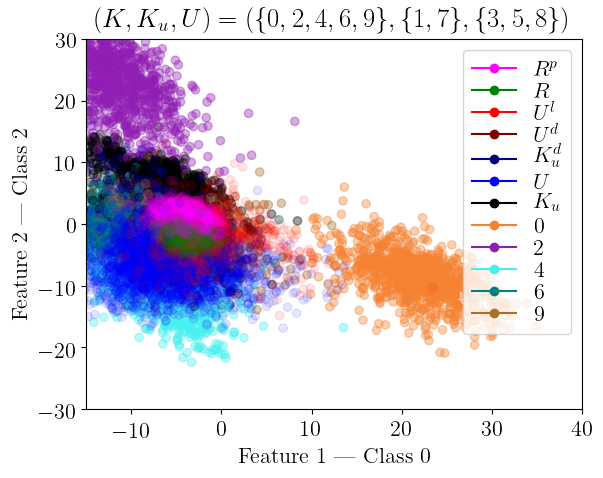 (K, K_u, U) = ({0, 2, 4, 6, 9}, {1, 7}, {3, 5, 8})
30
20
10
0
−10
−20
−30
Feature 2 — Class 2
R^p
R
U^l
U^d
K_u^d
U
K_u
0
2
4
6
9
−10 0 10 20 30 40
Feature 1 — Class 0